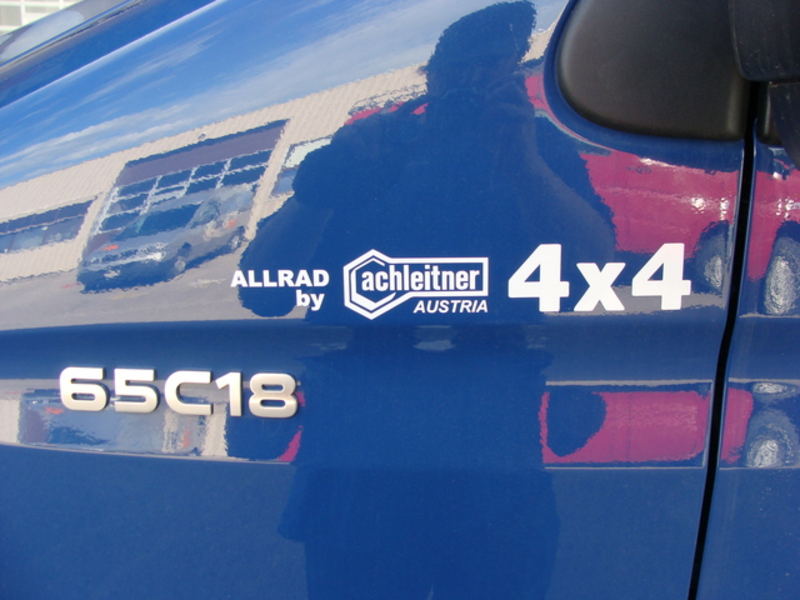 ALLRAD
by
achleitner
AUSTRIA
4x4
65C18